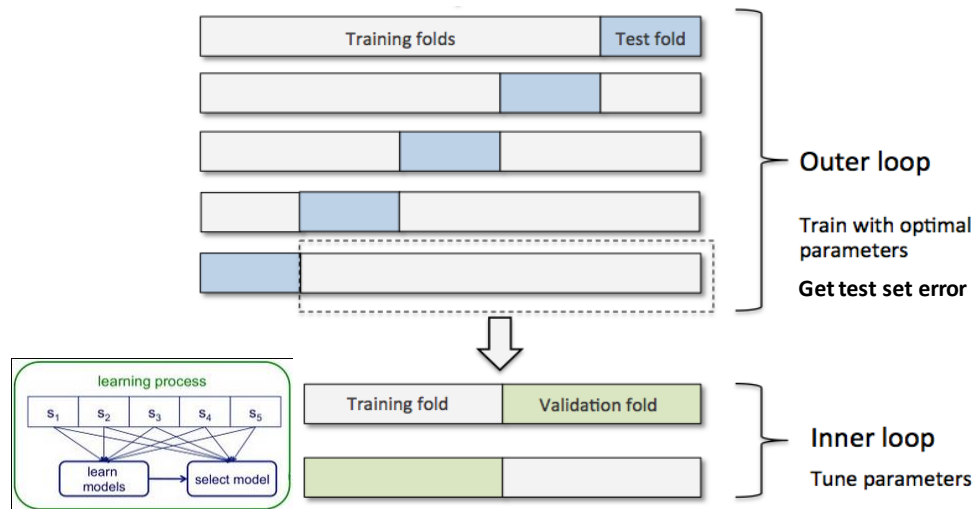 Training folds
Test fold
Outer loop
Train with optimal
parameters
Get test set error
learning process
s1 s2 s3 s4 s5
learn
models
select model
Training fold
Validation fold
Inner loop
Tune parameters